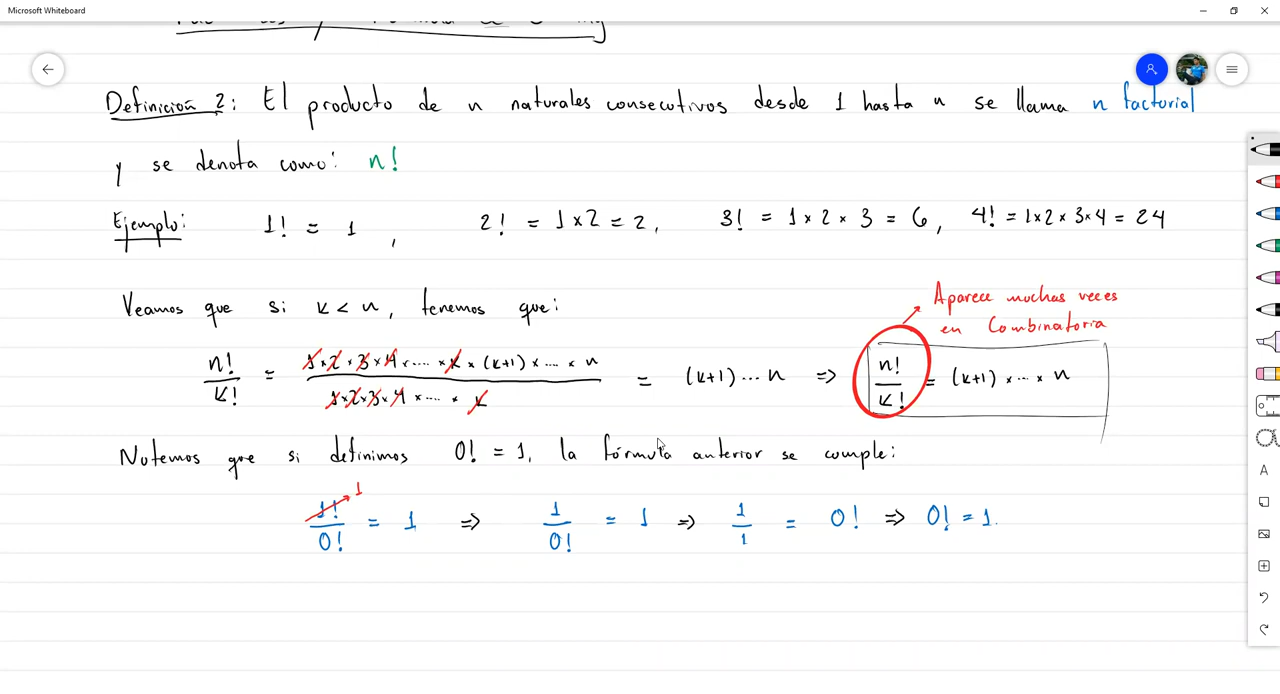 Microsoft Whiteboard
Definición 2: El producto de n naturales consecutivos desde 1 hasta n se llama n factorial
y se denota como: n!
Ejemplo: 1! = 1, 2! = 1×2 = 2, 3! = 1×2×3 = 6, 4! = 1×2×3×4 = 24
Veamos que si k < n, tenemos que:
Aparece muchas veces
en Combinatoria
n!/k! = (1×2×3×4×....×k×(k+1)×....×n)/(1×2×3×4×....×k) = (k+1)...n ⇒ n!/k! = (k+1)×...×n
Notemos que si definimos 0! = 1, la fórmula anterior se cumple:
1!/0! = 1 ⇒ 1/0! = 1 ⇒ 1/1 = 0! ⇒ 0! = 1.
1
A